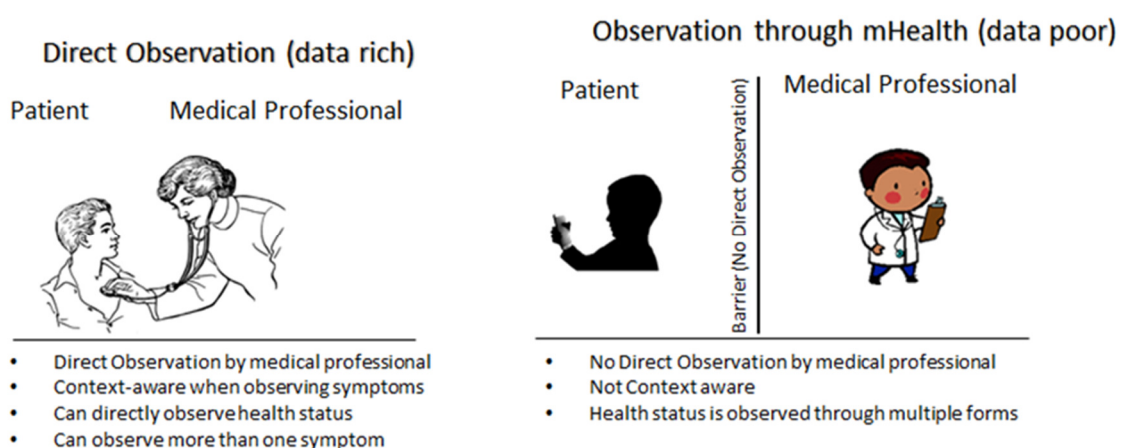 Direct Observation (data rich)
Patient
Medical Professional
• Direct Observation by medical professional
• Context-aware when observing symptoms
• Can directly observe health status
• Can observe more than one symptom
Observation through mHealth (data poor)
Patient
Barrier (No Direct Observation)
Medical Professional
• No Direct Observation by medical professional
• Not Context aware
• Health status is observed through multiple forms